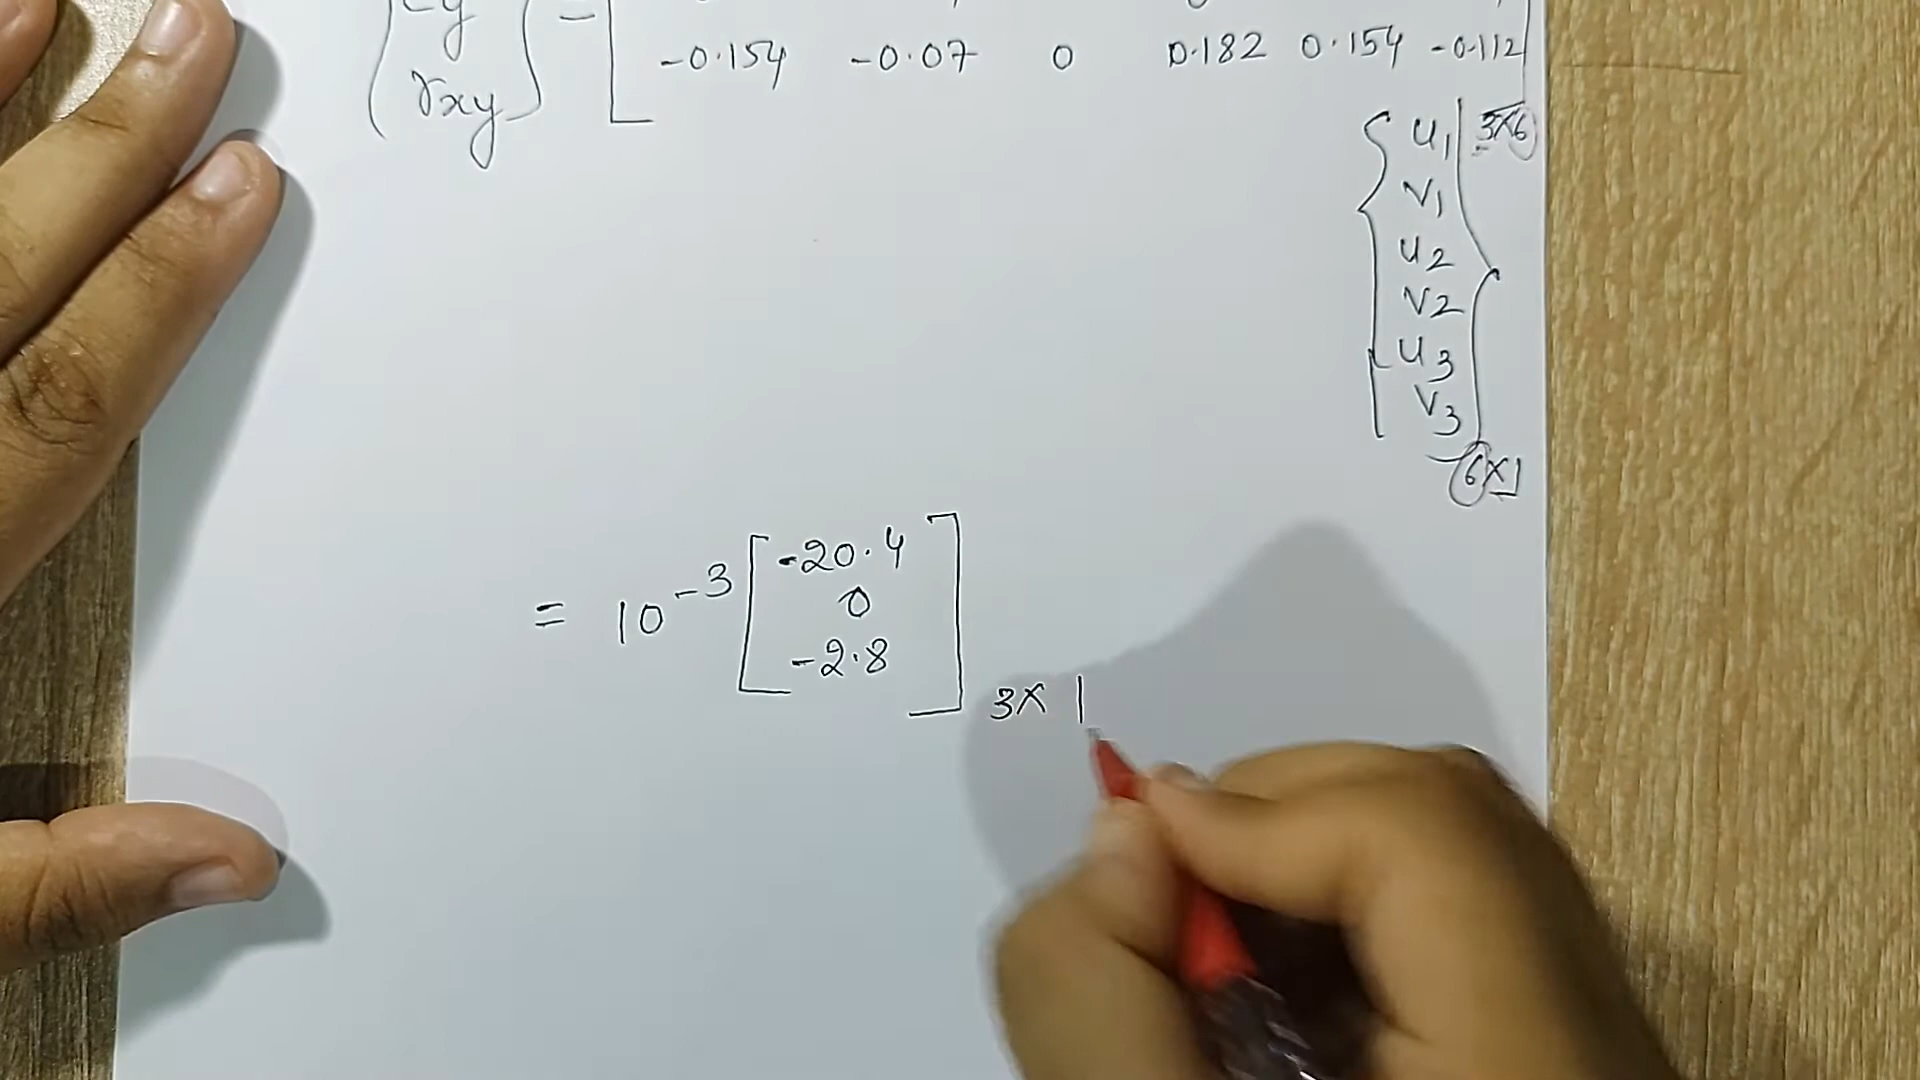 -0.154 -0.07 0 0.182 0.154 -0.112
γxy
3×6
u1
v1
u2
v2
u3
v3
6×1
= 10^-3 [-20.4
0
-2.8]
3× 1